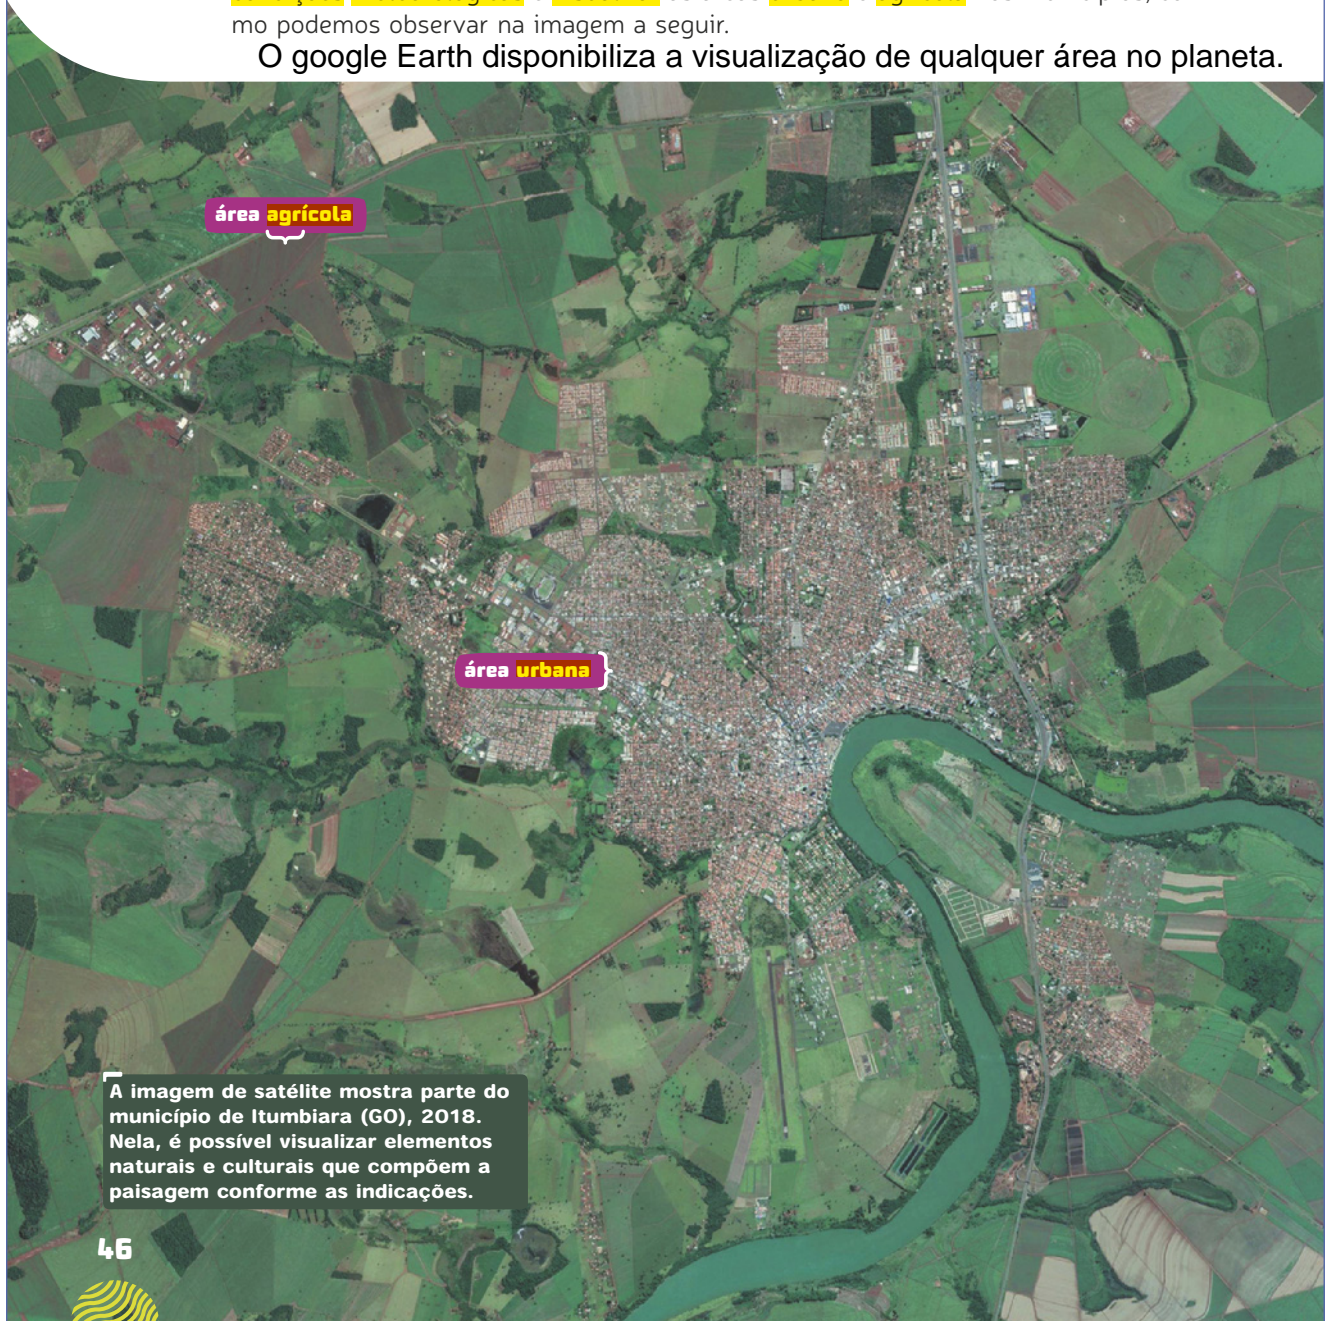 mo podemos observar na imagem a seguir.
O google Earth disponibiliza a visualização de qualquer área no planeta.
área agrícola
área urbana
A imagem de satélite mostra parte do
município de Itumbiara (GO), 2018.
Nela, é possível visualizar elementos
naturais e culturais que compõem a
paisagem conforme as indicações.
46